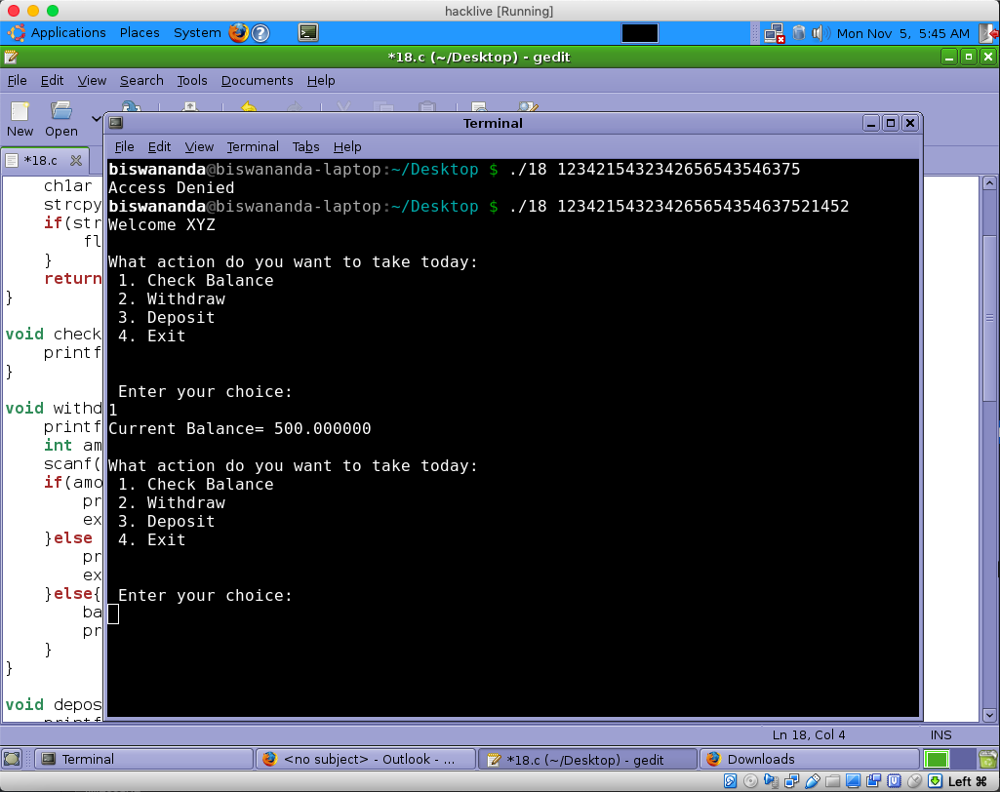 hacklive [Running]
Applications Places System Mon Nov 5, 5:45 AM
*18.c (~/Desktop) - gedit
File Edit View Search Tools Documents Help
New Open
*18.c
Terminal
File Edit View Terminal Tabs Help
biswananda@biswananda-laptop:~/Desktop $ ./18 1234215432342656543546375
Access Denied
biswananda@biswananda-laptop:~/Desktop $ ./18 123421543234265654354637521452
Welcome XYZ
What action do you want to take today:
1. Check Balance
2. Withdraw
3. Deposit
4. Exit
Enter your choice:
1
Current Balance= 500.000000
What action do you want to take today:
1. Check Balance
2. Withdraw
3. Deposit
4. Exit
Enter your choice:
ch1ar
strcpy
if(str
fl
}
return
}
void check
printf
}
void withd
printf
int am
scanf(
if(amo
pr
ex
}else
pr
ex
}else{
ba
pr
}
}
void depos
printf
Ln 18, Col 4 INS
Terminal <no subject> - Outlook - ... *18.c (~/Desktop) - gedit Downloads
Left ⌘